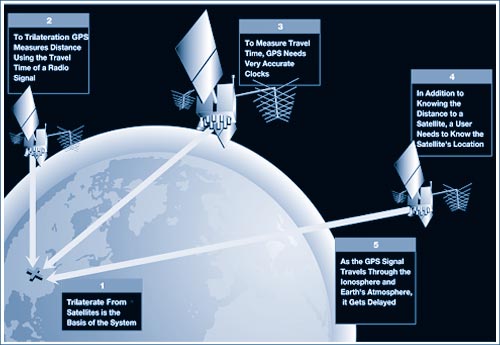 2
To Trilateration GPS
Measures Distance
Using the Travel
Time of a Radio
Signal
3
To Measure Travel
Time, GPS Needs
Very Accurate
Clocks
4
In Addition to
Knowing the
Distance to a
Satellite, a User
Needs to Know the
Satellite's Location
1
Trilaterate From
Satellites is the
Basis of the System
5
As the GPS Signal
Travels Through the
Ionosphere and
Earth's Atmosphere,
it Gets Delayed